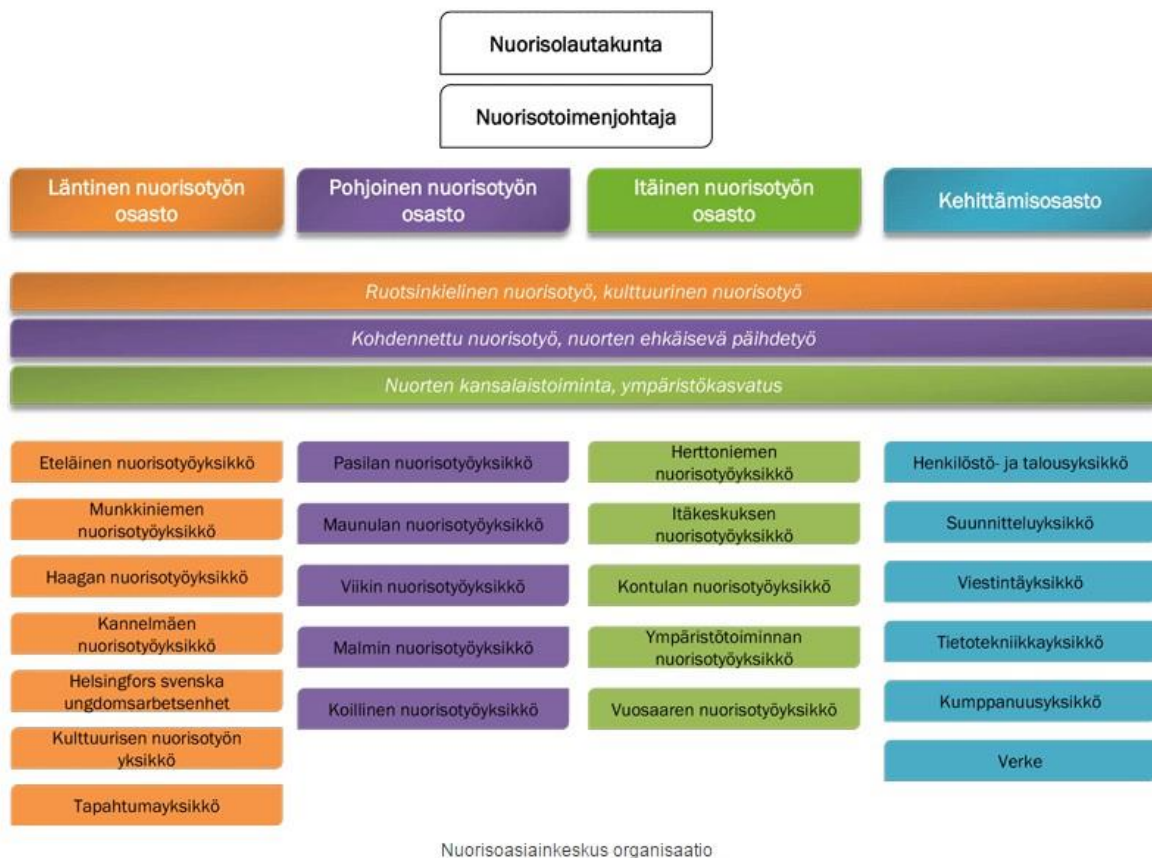 Nuorisolautakunta
Nuorisotoimenjohtaja
Läntinen nuorisotyön
osasto
Pohjoinen nuorisotyön
osasto
Itäinen nuorisotyön
osasto
Kehittämisosasto
Ruotsinkielinen nuorisotyö, kulttuurinen nuorisotyö
Kohdennettu nuorisotyö, nuorten ehkäisevä päihdetyö
Nuorten kansalaistoiminta, ympäristökasvatus
Eteläinen nuorisotyöyksikkö
Munkkiniemen
nuorisotyöyksikkö
Haagan nuorisotyöyksikkö
Kannelmäen
nuorisotyöyksikkö
Helsingfors svenska
ungdomsarbetsenhet
Kulttuurisen nuorisotyön
yksikkö
Tapahtumayksikkö
Pasilan nuorisotyöyksikkö
Maunulan nuorisotyöyksikkö
Viikin nuorisotyöyksikkö
Malmin nuorisotyöyksikkö
Koillinen nuorisotyöyksikkö
Herttoniemen
nuorisotyöyksikkö
Itäkeskuksen
nuorisotyöyksikkö
Kontulan nuorisotyöyksikkö
Ympäristötoiminnan
nuorisotyöyksikkö
Vuosaaren nuorisotyöyksikkö
Henkilöstö- ja talousyksikkö
Suunnitteluyksikkö
Viestintäyksikkö
Tietotekniikkayksikkö
Kumppanuusyksikkö
Verke
Nuorisoasiainkeskus organisaatio